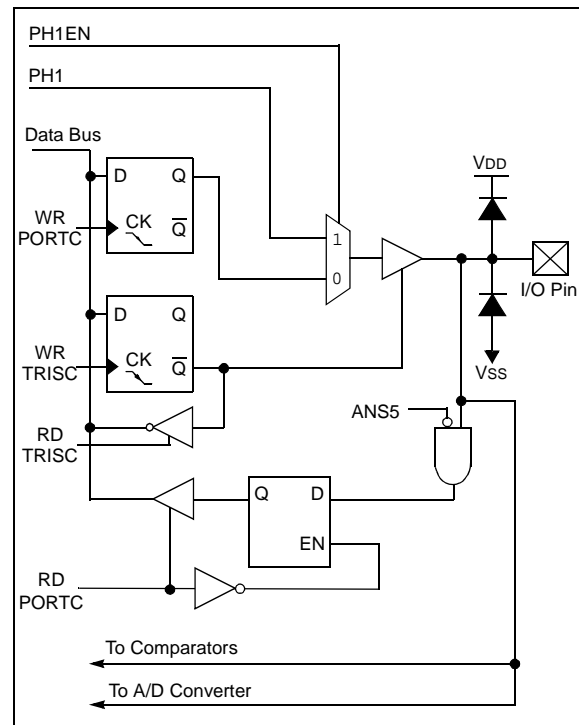 PH1EN
PH1
Data Bus
VDD
D Q
WR
PORTC
CK
Q
1
0
I/O Pin
D Q
WR
TRISC
CK
Q
VSS
ANS5
RD
TRISC
Q D
EN
RD
PORTC
To Comparators
To A/D Converter